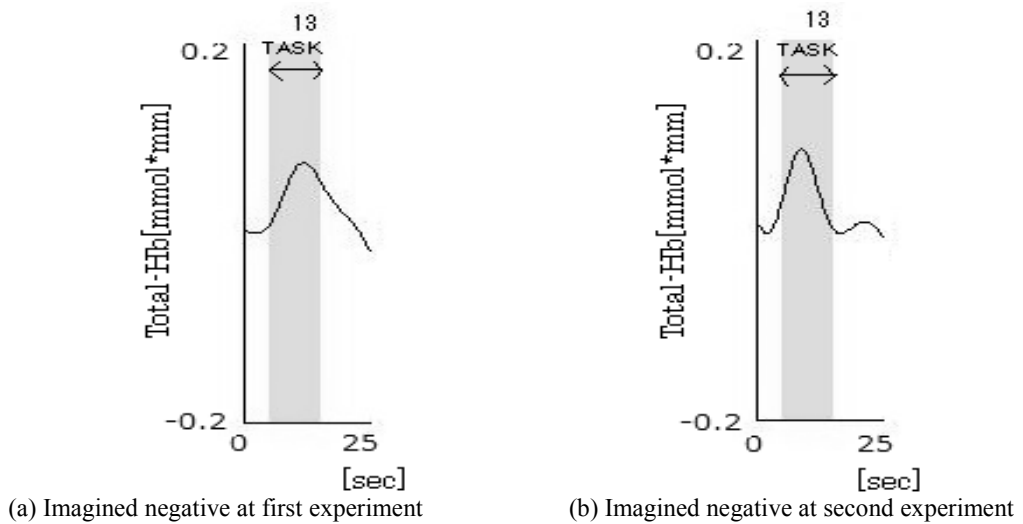 13
0.2
TASK
Total-Hb[mmol*mm]
-0.2
0
25
[sec]
(a) Imagined negative at first experiment
13
0.2
TASK
Total-Hb[mmol*mm]
-0.2
0
25
[sec]
(b) Imagined negative at second experiment